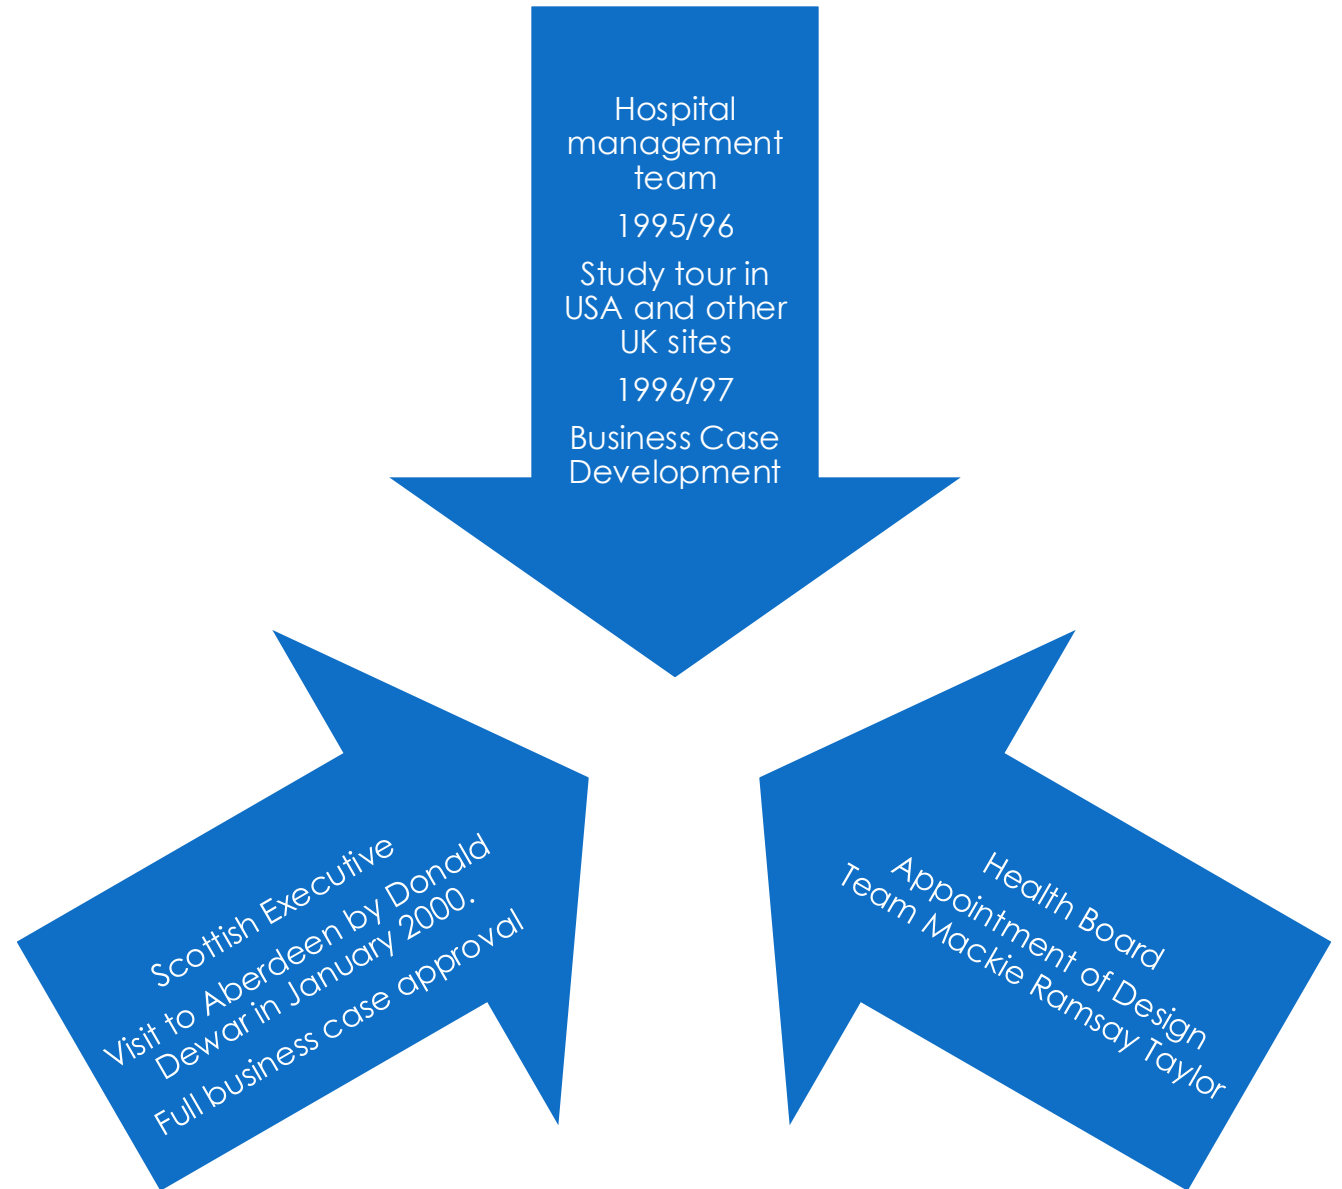 Hospital
management
team
1995/96
Study tour in
USA and other
UK sites
1996/97
Business Case
Development
Scottish Executive
Visit to Aberdeen by Donald
Dewar in January 2000.
Full business case approval
Health Board
Appointment of Design
Team Mackie Ramsay Taylor